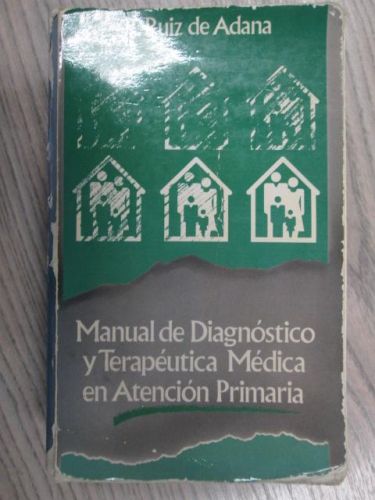 Ruiz de Adana
Manual de Diagnóstico
y Terapéutica Médica
en Atención Primaria